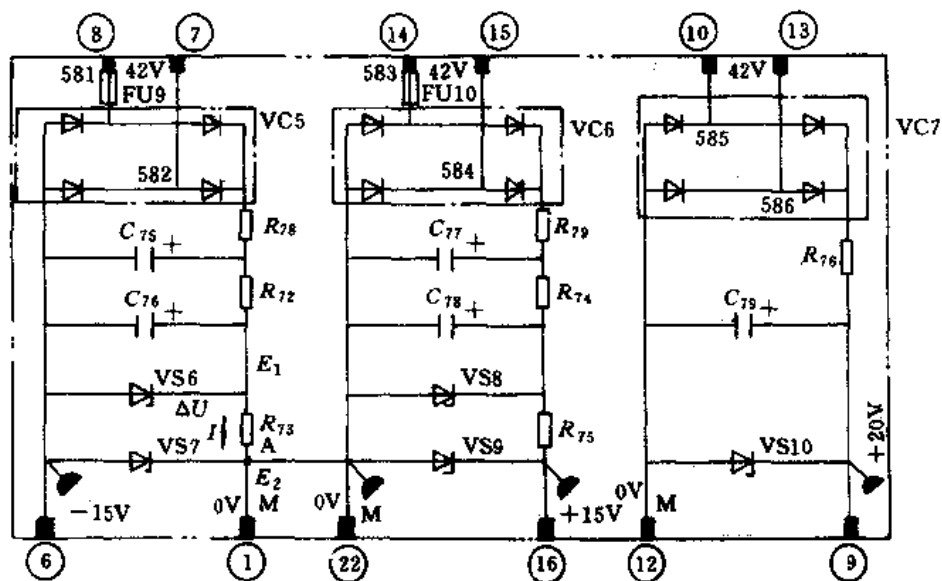 8 7 14 15 10 13
581 42V 583 42V 42V
FU9 FU10
VC5 VC6 VC7
582 584 585
586
R78 R79
C75 + C77 + R76
R72 R74
C76 + C78 + C79 +
E1
VS6 VS8
ΔU
I R73 R75
A
VS7 VS9 VS10 +20V
E2
-15V 0V M 0V M +15V 0V M
6 1 22 16 12 9